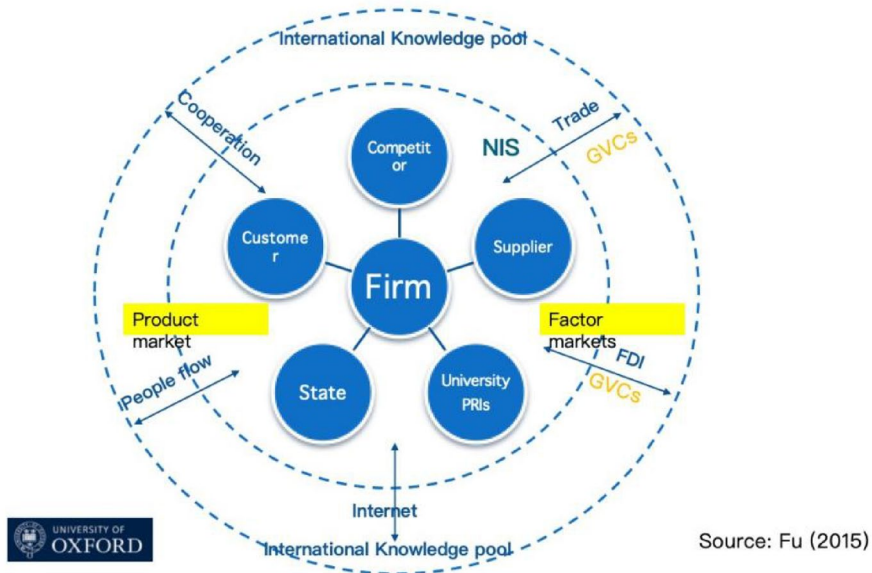 International Knowledge pool
Cooperation
Trade
GVCs
NIS
Competit
or
Custome
r
Supplier
Firm
Product
market
Factor
markets
People flow
FDI
GVCs
State
University
PRIs
Internet
International Knowledge pool
UNIVERSITY OF
OXFORD
Source: Fu (2015)